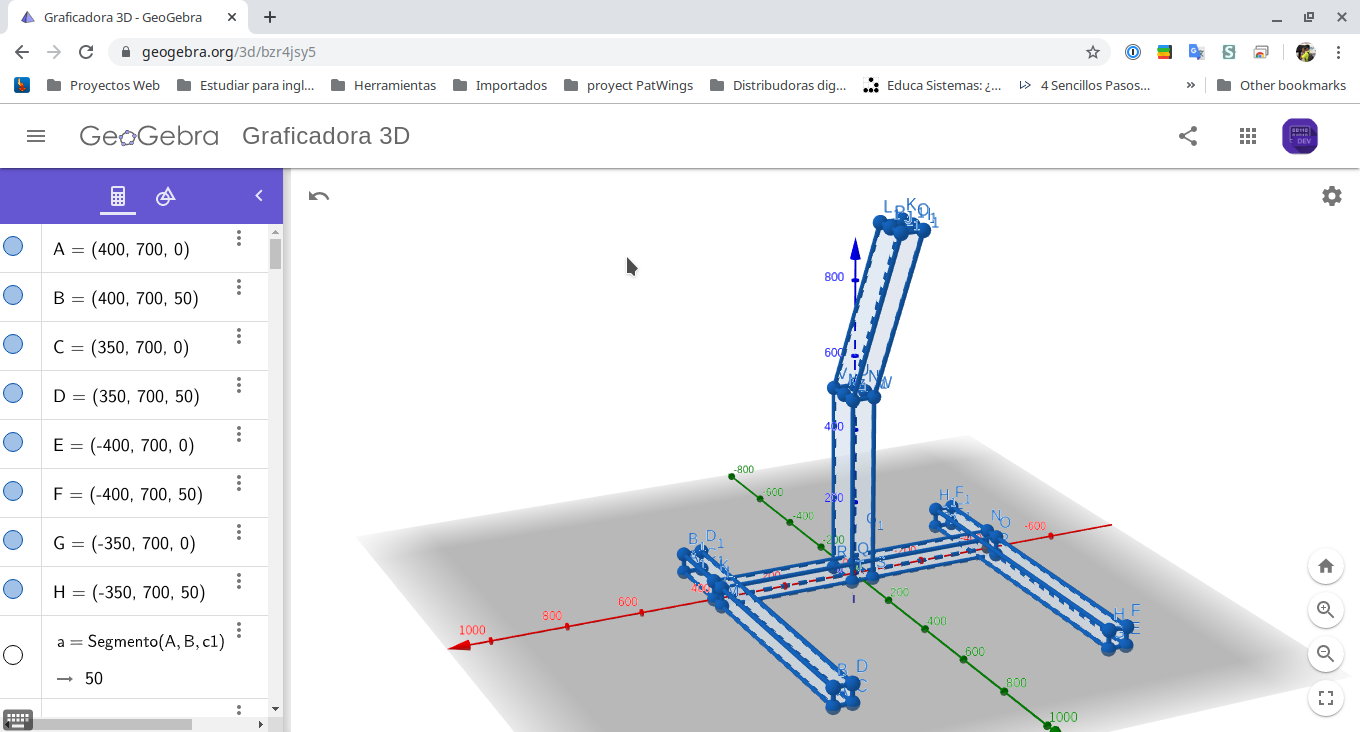 Graficadora 3D - GeoGebra
geogebra.org/3d/bzr4jsy5
Proyectos Web
Estudiar para ingl...
Herramientas
Importados
proyect PatWings
Distribudoras dig...
Educa Sistemas: ¿...
4 Sencillos Pasos...
»
Other bookmarks
GeoGebra
Graficadora 3D
DEV
A = (400, 700, 0)
B = (400, 700, 50)
C = (350, 700, 0)
D = (350, 700, 50)
E = (-400, 700, 0)
F = (-400, 700, 50)
G = (-350, 700, 0)
H = (-350, 700, 50)
a = Segmento(A, B, c1)
→ 50
L
K
800
600
V
W
400
200
-800
-600
-400
-200
-600
N
O
H
F1
B
D1
400
600
800
1000
200
400
600
800
1000
H
F
E
B
D
C